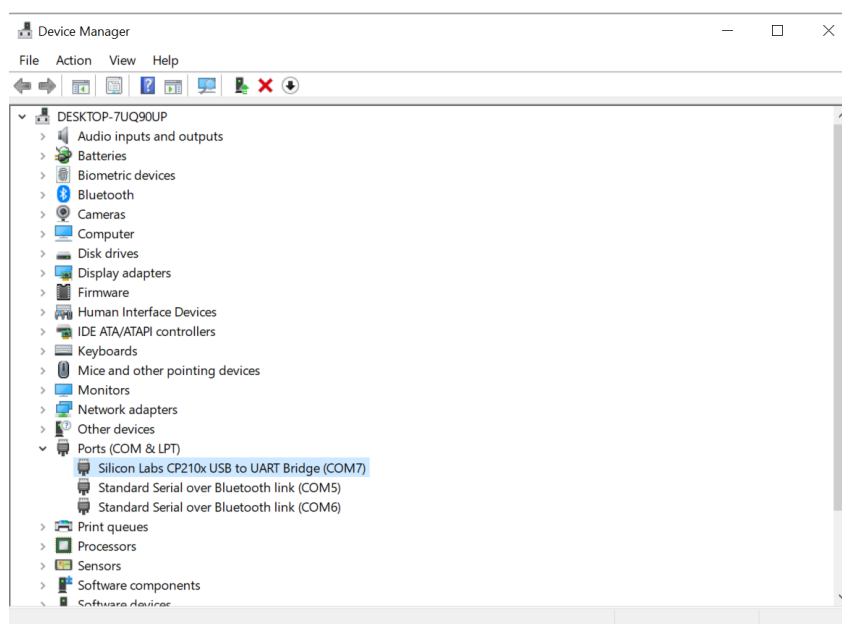 Device Manager
File Action View Help
DESKTOP-7UQ90UP
Audio inputs and outputs
Batteries
Biometric devices
Bluetooth
Cameras
Computer
Disk drives
Display adapters
Firmware
Human Interface Devices
IDE ATA/ATAPI controllers
Keyboards
Mice and other pointing devices
Monitors
Network adapters
Other devices
Ports (COM & LPT)
Silicon Labs CP210x USB to UART Bridge (COM7)
Standard Serial over Bluetooth link (COM5)
Standard Serial over Bluetooth link (COM6)
Print queues
Processors
Sensors
Software components
Software devices